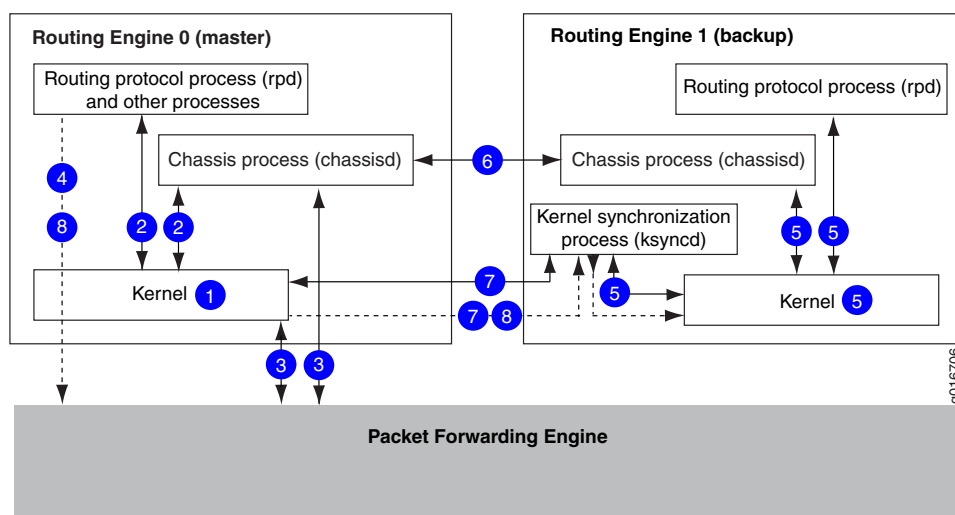 Routing Engine 0 (master)
Routing protocol process (rpd)
and other processes
Chassis process (chassisd)
4
8
2
2
Kernel
1
3
3
6
7
7
8
Routing Engine 1 (backup)
Routing protocol process (rpd)
Chassis process (chassisd)
Kernel synchronization
process (ksyncd)
5
5
5
Kernel
5
g016706
Packet Forwarding Engine